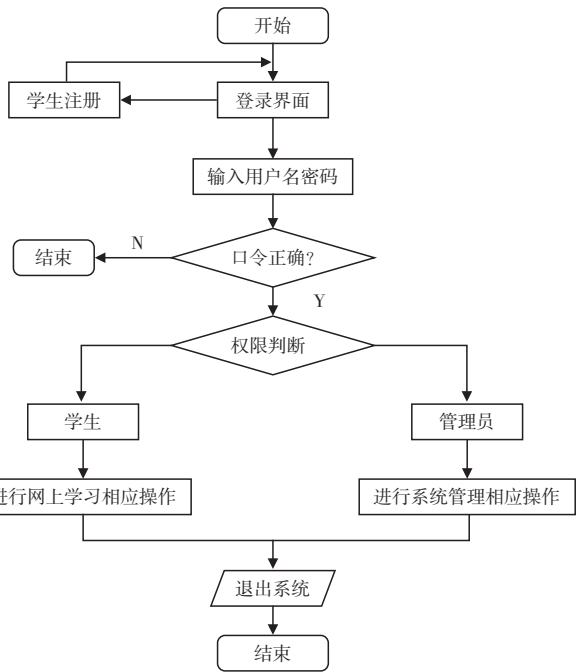 开始
学生注册
登录界面
输入用户名密码
结束
N
口令正确?
Y
权限判断
学生
管理员
进行网上学习相应操作
进行系统管理相应操作
退出系统
结束